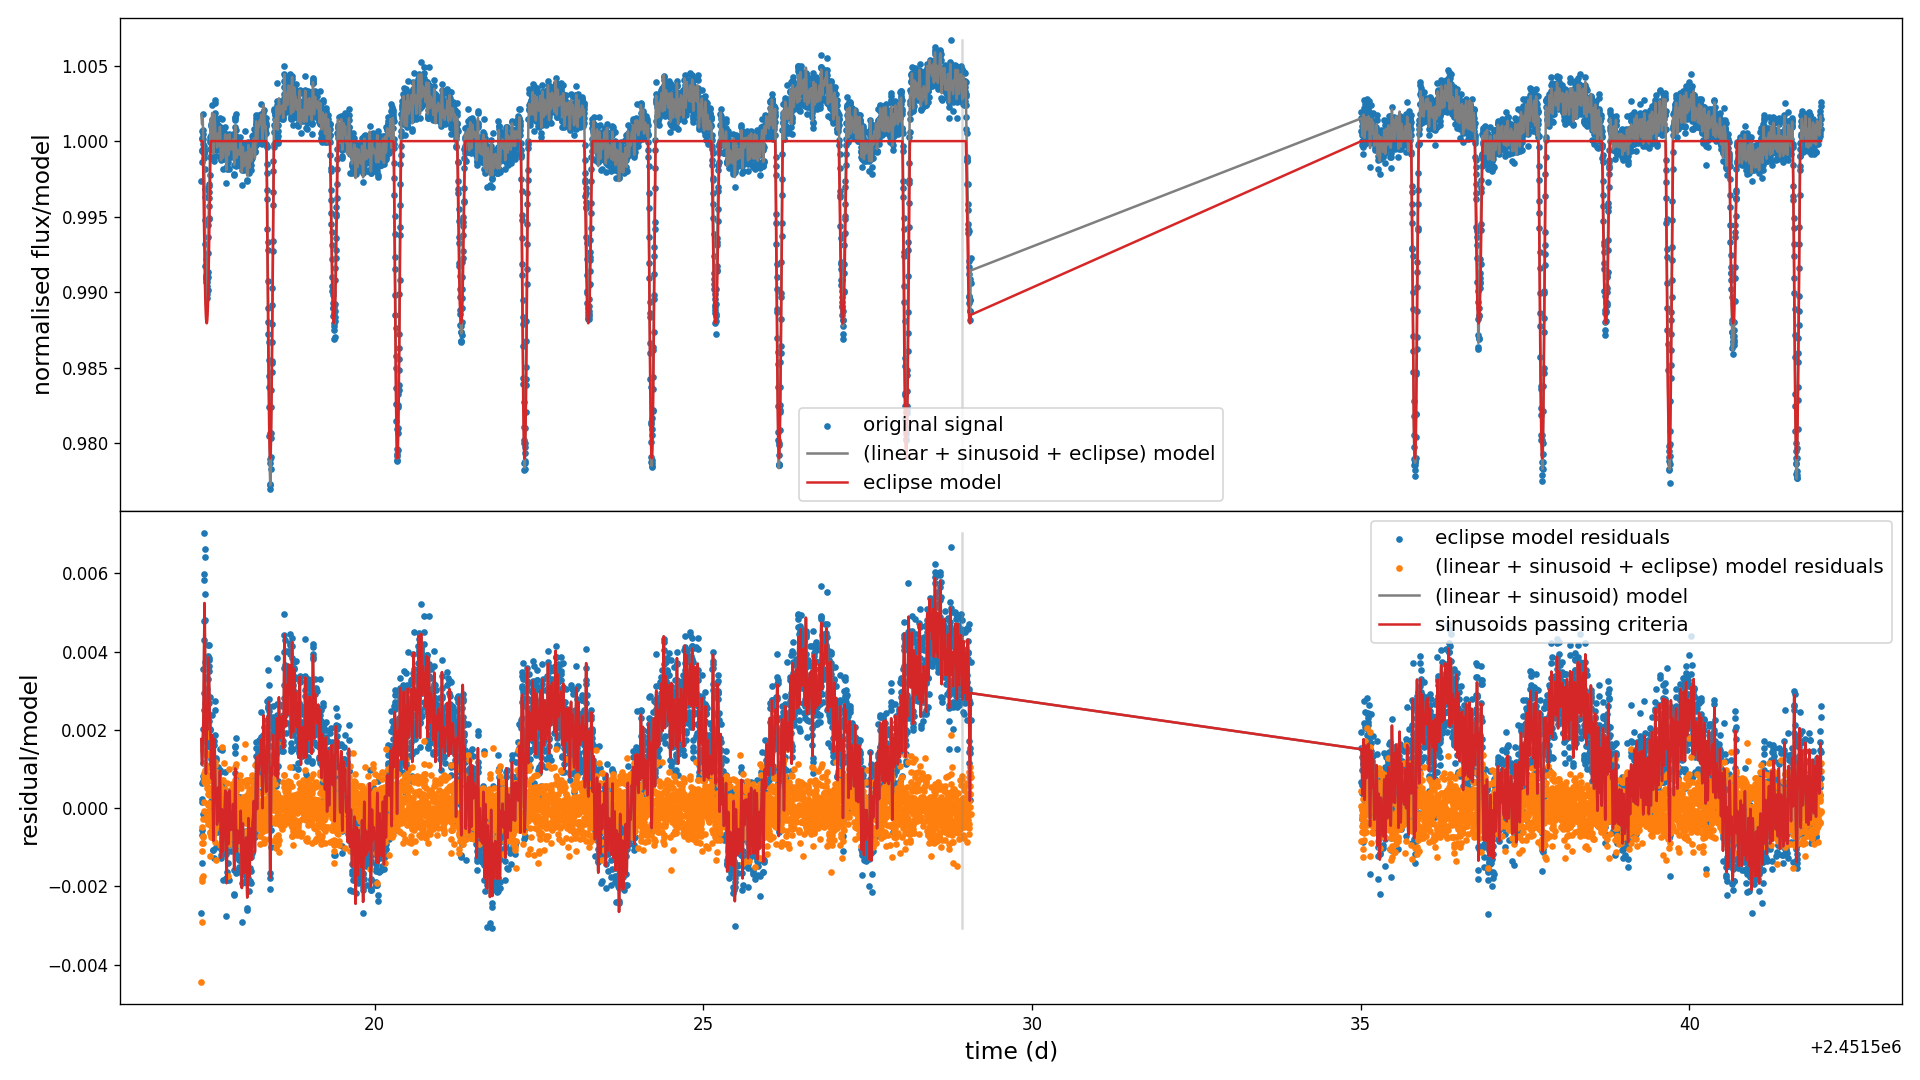 normalised flux/model
1.005
1.000
0.995
0.990
0.985
0.980
original signal
(linear + sinusoid + eclipse) model
eclipse model
residual/model
0.006
0.004
0.002
0.000
−0.002
−0.004
eclipse model residuals
(linear + sinusoid + eclipse) model residuals
(linear + sinusoid) model
sinusoids passing criteria
20
25
30
35
40
time (d)
+2.4515e6